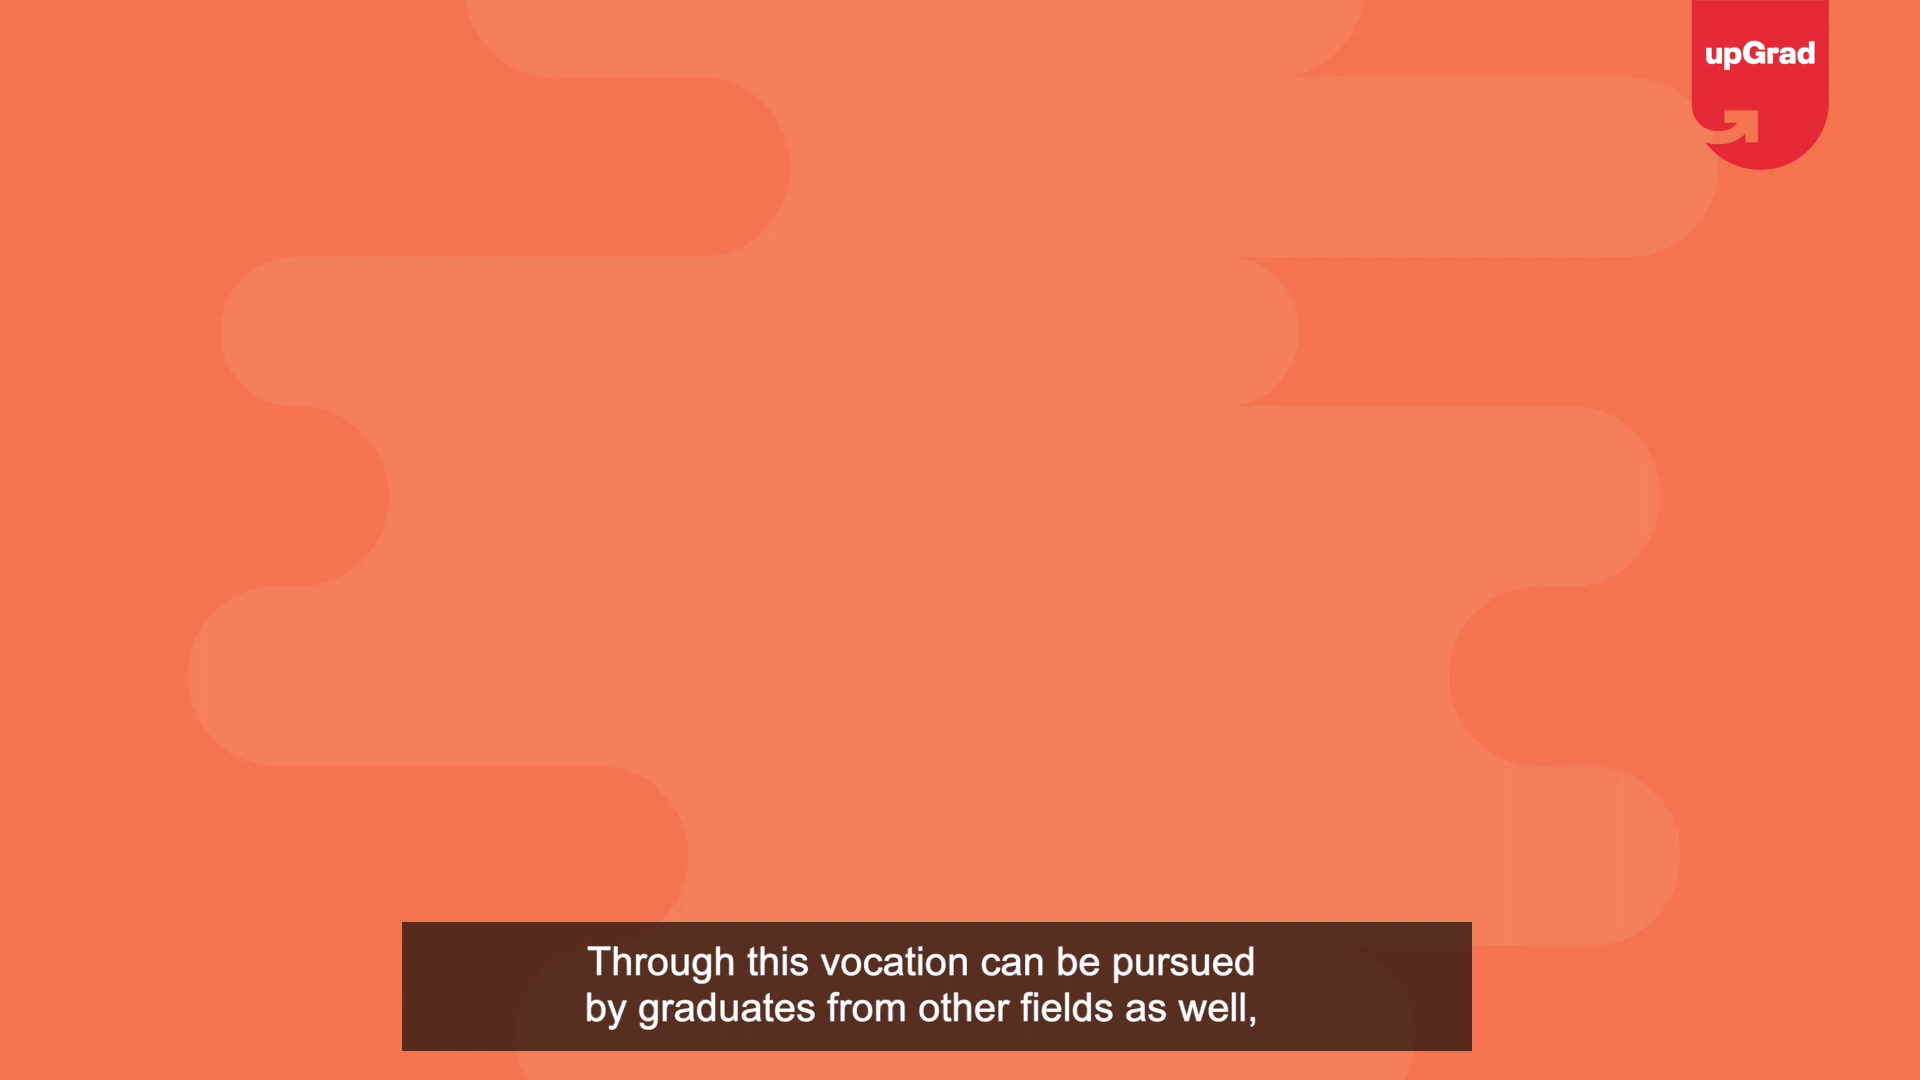 upGrad
Through this vocation can be pursued
by graduates from other fields as well,